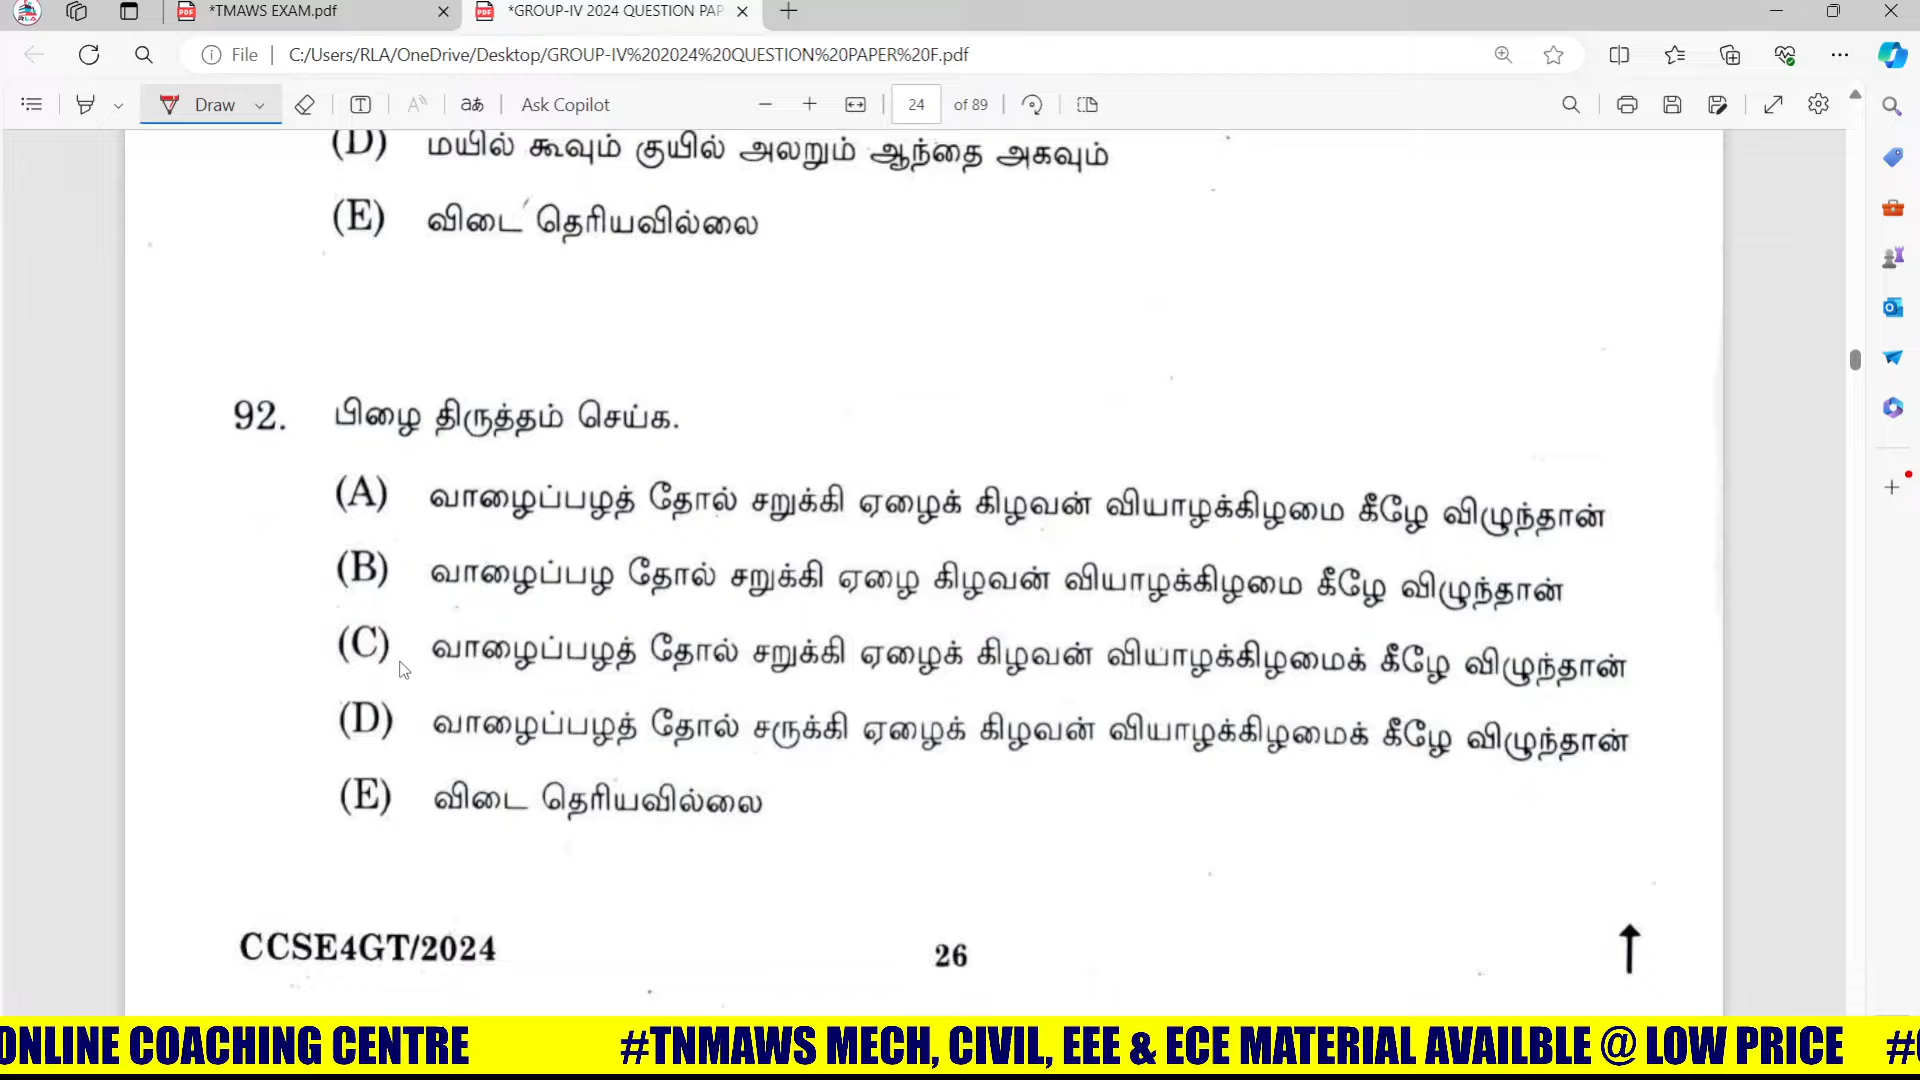 *TMAWS EXAM.pdf
*GROUP-IV 2024 QUESTION PAP
File
C:/Users/RLA/OneDrive/Desktop/GROUP-IV%202024%20QUESTION%20PAPER%20F.pdf
Draw
Ask Copilot
24 of 89
(D) மயில் கூவும் குயில் அலறும் ஆந்தை அகவும்
(E) விடை தெரியவில்லை
92. பிழை திருத்தம் செய்க.
(A) வாழைப்பழத் தோல் சறுக்கி ஏழைக் கிழவன் வியாழக்கிழமை கீழே விழுந்தான்
(B) வாழைப்பழ தோல் சறுக்கி ஏழை கிழவன் வியாழக்கிழமை கீழே விழுந்தான்
(C) வாழைப்பழத் தோல் சறுக்கி ஏழைக் கிழவன் வியாழக்கிழமைக் கீழே விழுந்தான்
(D) வாழைப்பழத் தோல் சருக்கி ஏழைக் கிழவன் வியாழக்கிழமைக் கீழே விழுந்தான்
(E) விடை தெரியவில்லை
CCSE4GT/2024 26
ONLINE COACHING CENTRE #TNMAWS MECH, CIVIL, EEE & ECE MATERIAL AVAILBLE @ LOW PRICE